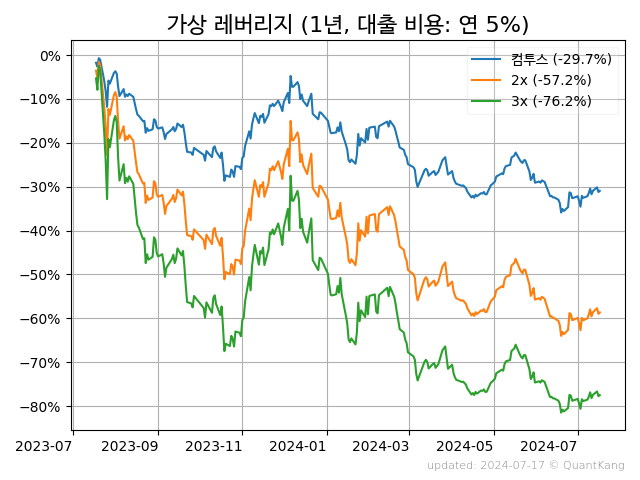 가상 레버리지 (1년, 대출 비용: 연 5%)
컴투스 (-29.7%)
2x (-57.2%)
3x (-76.2%)
0%
−10%
−20%
−30%
−40%
−50%
−60%
−70%
−80%
2023-07 2023-09 2023-11 2024-01 2024-03 2024-05 2024-07
updated: 2024-07-17 © QuantKang